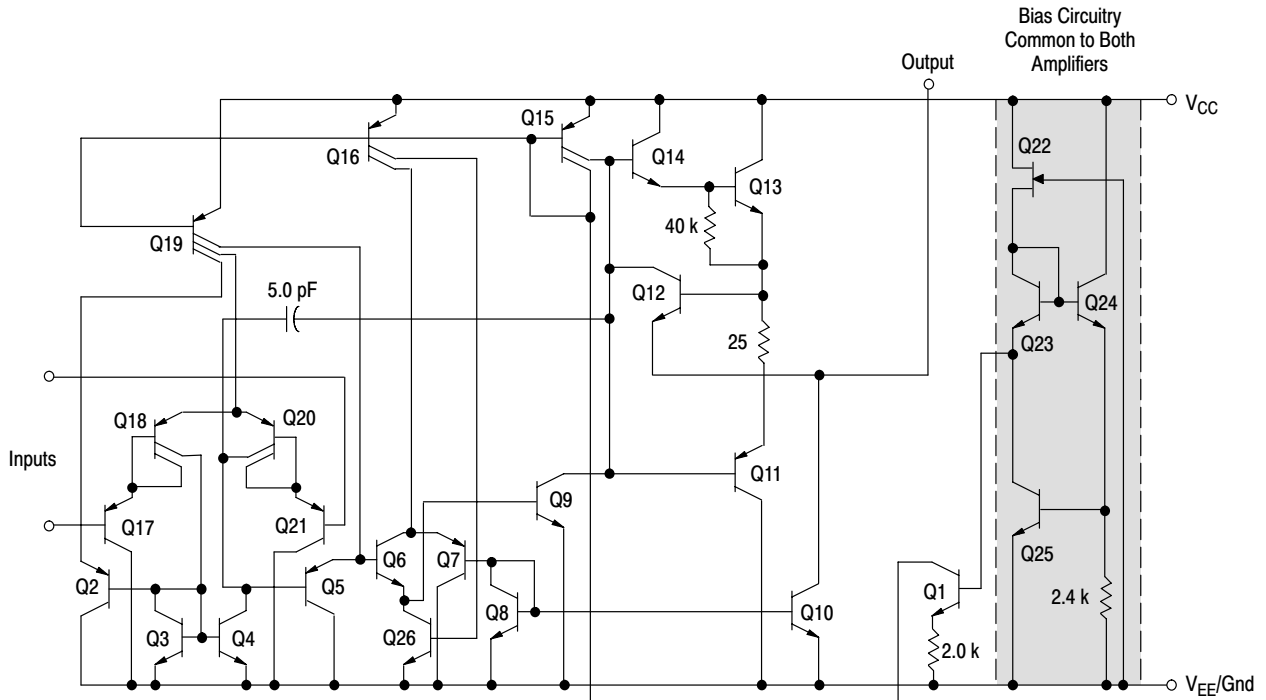 Bias Circuitry
Common to Both
Amplifiers
Output
VCC
Q15
Q16
Q14
Q22
Q13
40 k
Q19
5.0 pF
Q12
Q24
25
Q23
Q18
Q20
Inputs
Q11
Q9
Q17
Q21
Q25
Q6
Q7
Q2
Q5
Q1
2.4 k
Q8
Q10
Q3
Q4
Q26
2.0 k
VEE/Gnd